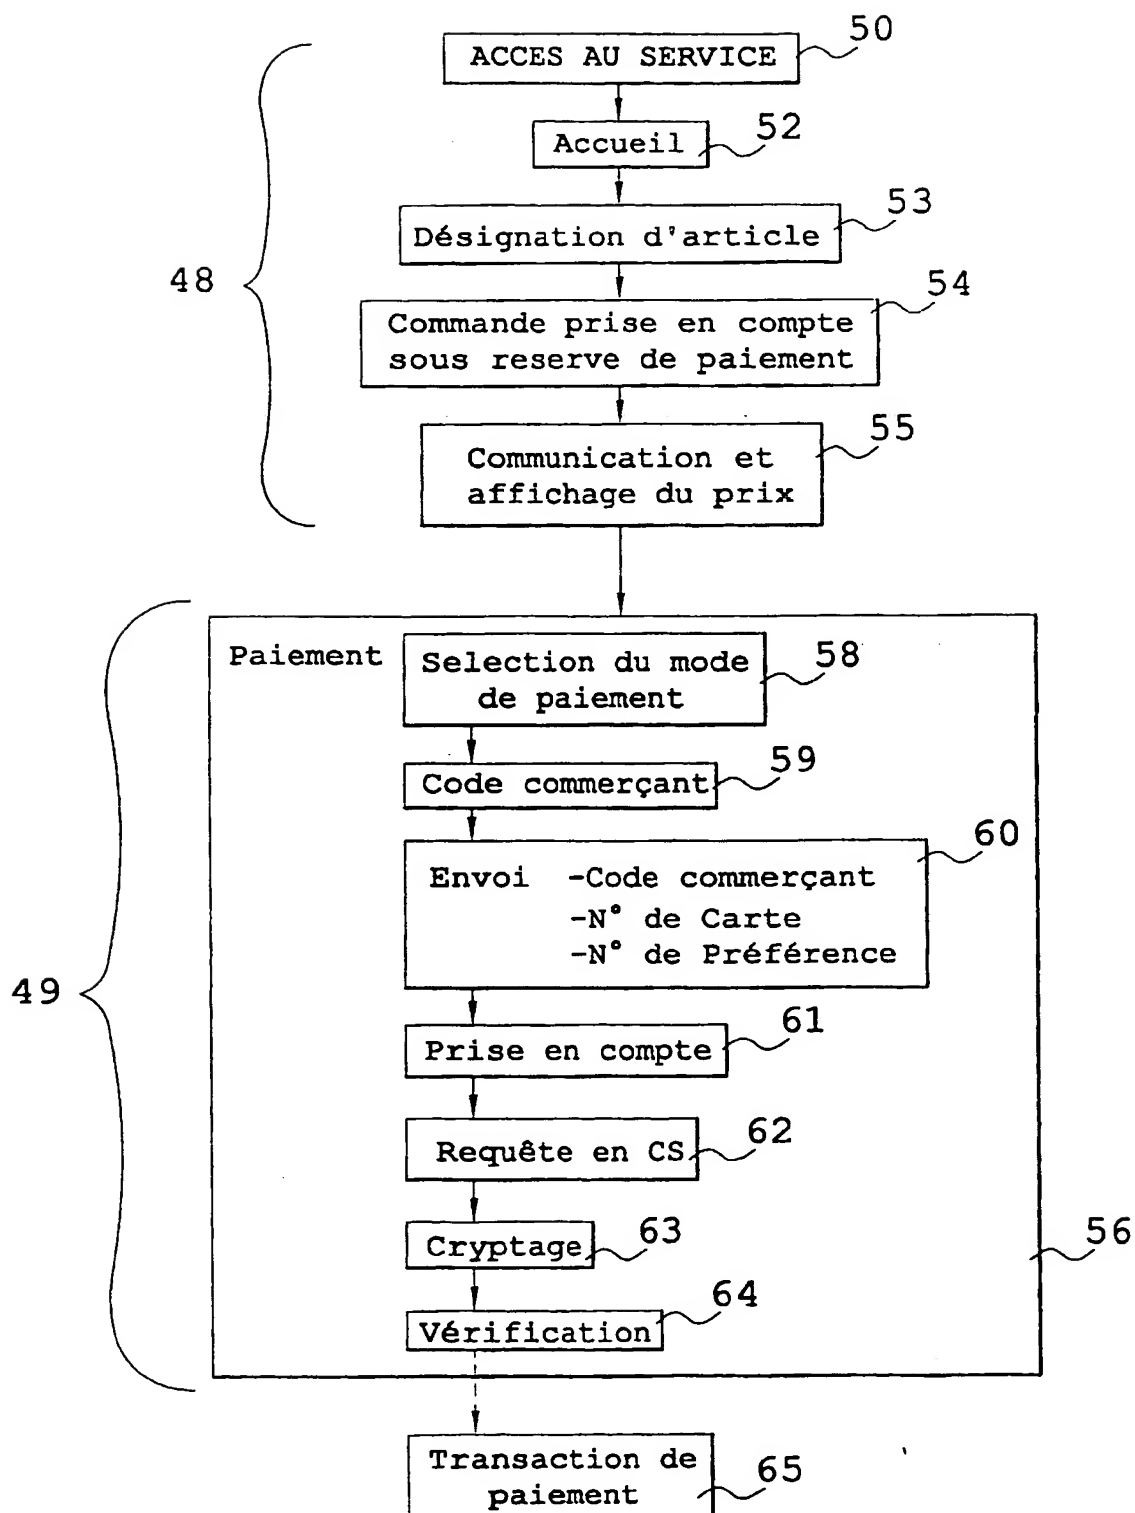 50
ACCES AU SERVICE
52
Accueil
53
Désignation d'article
48
54
Commande prise en compte
sous reserve de paiement
55
Communication et
affichage du prix
Paiement
Selection du mode
de paiement
58
Code commerçant
59
60
Envoi -Code commerçant
-N° de Carte
-N° de Préférence
49
Prise en compte
61
Requête en CS
62
Cryptage
63
56
Vérification
64
Transaction de
paiement
65